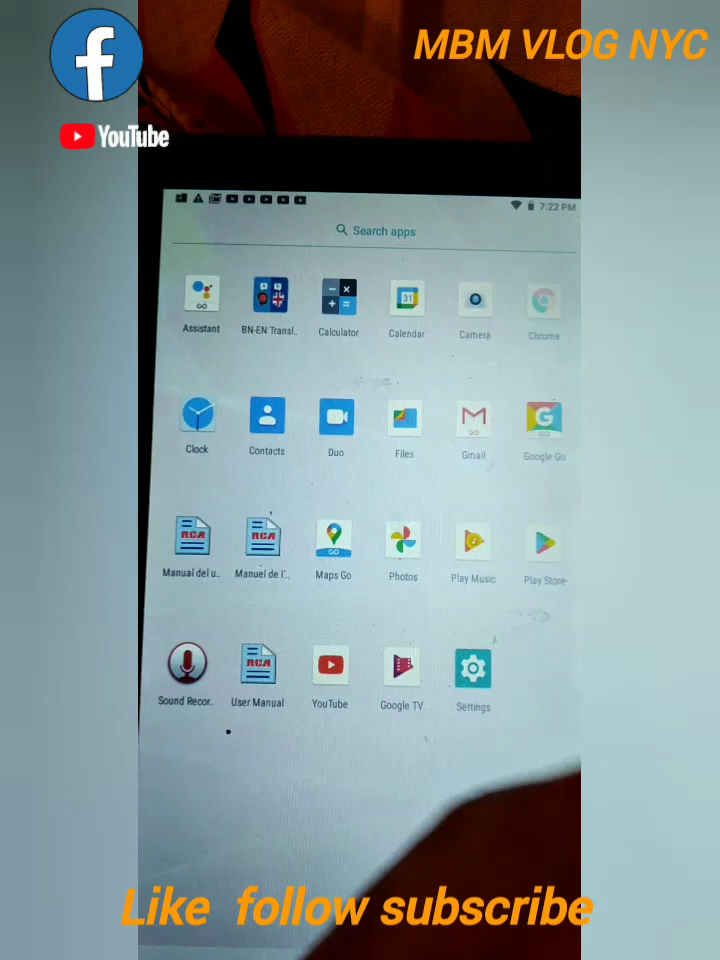 MBM VLOG NYC
YouTube
7:22 PM
Search apps
Assistant
BN-EN Transl..
Calculator
Calendar
Camera
Chrome
Clock
Contacts
Duo
Files
Gmail
Google Go
Manual del u..
Manuel de l'..
Maps Go
Photos
Play Music
Play Store
Sound Recor..
User Manual
YouTube
Google TV
Settings
Like follow subscribe